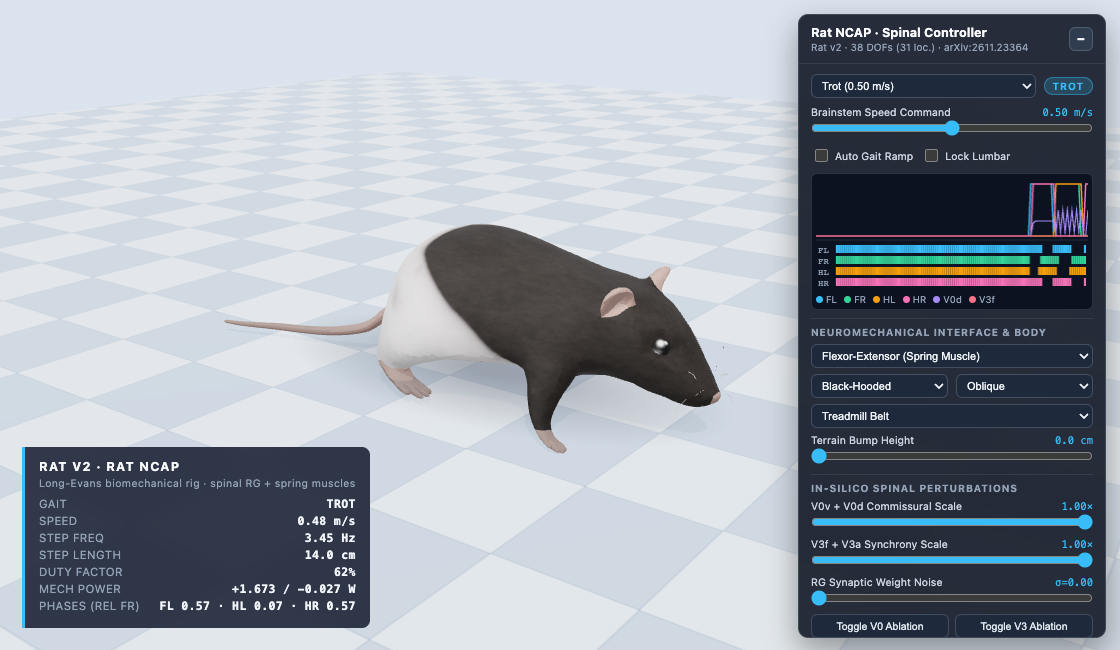 Rat NCAP · Spinal Controller
Rat v2 · 38 DOFs (31 loc.) · arXiv:2611.23364
−
Trot (0.50 m/s)
TROT
Brainstem Speed Command 0.50 m/s
Auto Gait Ramp Lock Lumbar
FL
FR
HL
HR
FL FR HL HR V0d V3f
NEUROMECHANICAL INTERFACE & BODY
Flexor-Extensor (Spring Muscle)
Black-Hooded Oblique
Treadmill Belt
Terrain Bump Height 0.0 cm
IN-SILICO SPINAL PERTURBATIONS
V0v + V0d Commissural Scale 1.00×
V3f + V3a Synchrony Scale 1.00×
RG Synaptic Weight Noise σ=0.00
Toggle V0 Ablation Toggle V3 Ablation
RAT V2 · RAT NCAP
Long-Evans biomechanical rig · spinal RG + spring muscles
GAIT TROT
SPEED 0.48 m/s
STEP FREQ 3.45 Hz
STEP LENGTH 14.0 cm
DUTY FACTOR 62%
MECH POWER +1.673 / −0.027 W
PHASES (REL FR) FL 0.57 · HL 0.07 · HR 0.57